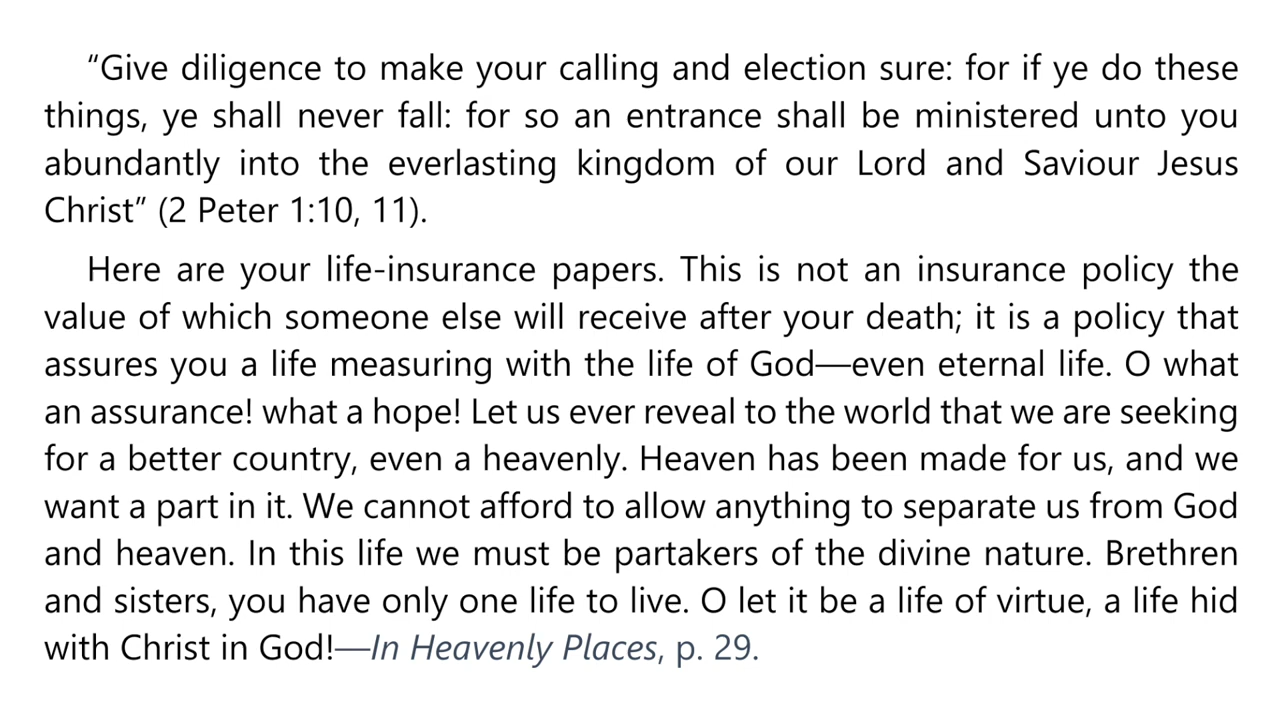 “Give diligence to make your calling and election sure: for if ye do these
things, ye shall never fall: for so an entrance shall be ministered unto you
abundantly into the everlasting kingdom of our Lord and Saviour Jesus
Christ” (2 Peter 1:10, 11).
Here are your life-insurance papers. This is not an insurance policy the
value of which someone else will receive after your death; it is a policy that
assures you a life measuring with the life of God—even eternal life. O what
an assurance! what a hope! Let us ever reveal to the world that we are seeking
for a better country, even a heavenly. Heaven has been made for us, and we
want a part in it. We cannot afford to allow anything to separate us from God
and heaven. In this life we must be partakers of the divine nature. Brethren
and sisters, you have only one life to live. O let it be a life of virtue, a life hid
with Christ in God!—In Heavenly Places, p. 29.